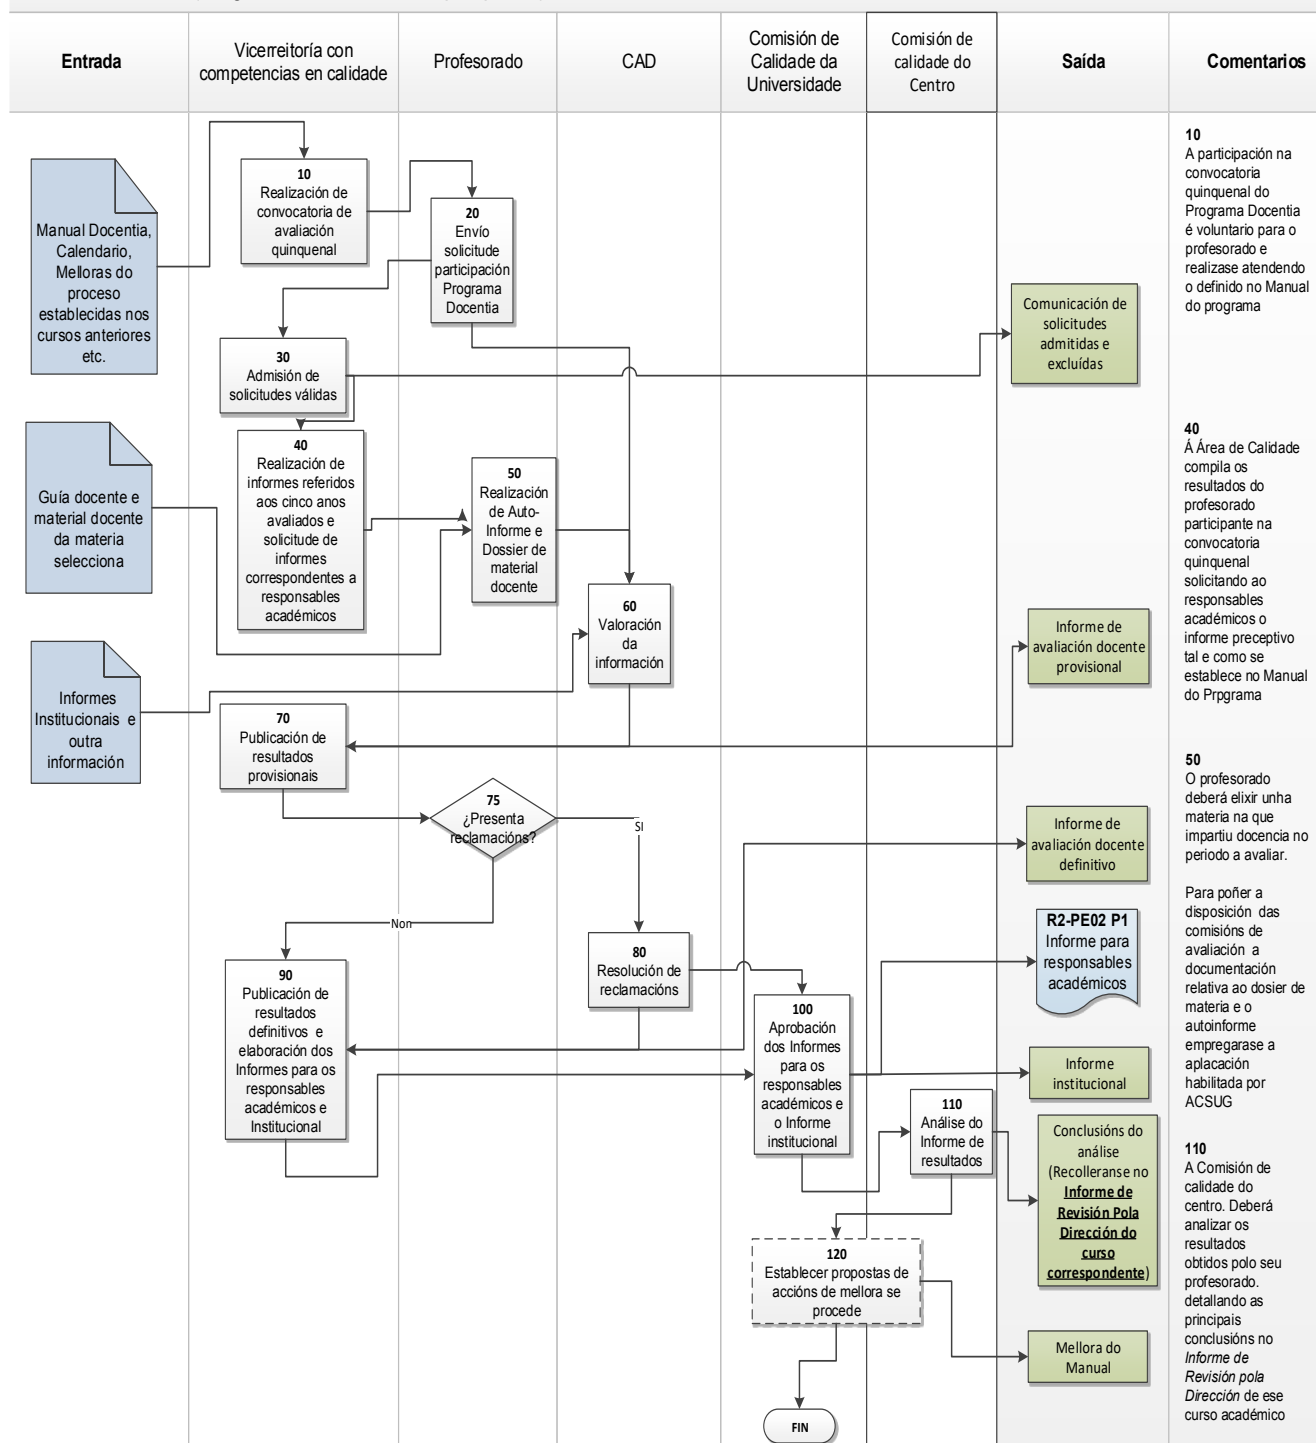 Entrada
Vicerreitoría con
competencias en calidade
Profesorado
CAD
Comisión de
Calidade da
Universidade
Comisión de
calidade do
Centro
Saída
Comentarios
Manual Docentia,
Calendario,
Melloras do
proceso
establecidas nos
cursos anteriores
etc.
10
Realización de
convocatoria de
avaliación
quinquenal
20
Envío
solicitude
participación
Programa
Docentia
30
Admisión de
solicitudes válidas
Comunicación de
solicitudes
admitidas e
excluídas
Guía docente e
material docente
da materia
selecciona
40
Realización de
informes referidos
aos cinco anos
avaliados e
solicitude de
informes
correspondentes a
responsables
académicos
50
Realización
de Auto-
Informe e
Dossier de
material
docente
60
Valoración
da
información
Informe de
avaliación docente
provisional
Informes
Institucionais e
outra
información
70
Publicación de
resultados
provisionais
75
¿Presenta
reclamacións?
SI
Non
Informe de
avaliación docente
definitivo
80
Resolución de
reclamacións
R2-PE02 P1
Informe para
responsables
académicos
90
Publicación de
resultados
definitivos e
elaboración dos
Informes para os
responsables
académicos e
Institucional
100
Aprobación
dos Informes
para os
responsables
académicos e
o Informe
institucional
Informe
institucional
110
Análise do
Informe de
resultados
Conclusións do
análise
(Recolleranse no
Informe de
Revisión Pola
Dirección do
curso
correspondente)
120
Establecer propostas de
accións de mellora se
procede
Mellora do
Manual
FIN
10
A participación na
convocatoria
quinquenal do
Programa Docentia
é voluntario para o
profesorado e
realizase atendendo
o definido no Manual
do programa
40
Á Área de Calidade
compila os
resultados do
profesorado
participante na
convocatoria
quinquenal
solicitando ao
responsables
académicos o
informe preceptivo
tal e como se
establece no Manual
do Prpgrama
50
O profesorado
deberá elixir unha
materia na que
impartiu docencia no
periodo a avaliar.
Para poñer a
disposición das
comisións de
avaliación a
documentación
relativa ao dosier de
materia e o
autoinforme
empregarase a
aplacación
habilitada por
ACSUG
110
A Comisión de
calidade do
centro. Deberá
analizar os
resultados
obtidos polo seu
profesorado.
detallando as
principais
conclusións no
Informe de
Revisión pola
Dirección de ese
curso académico